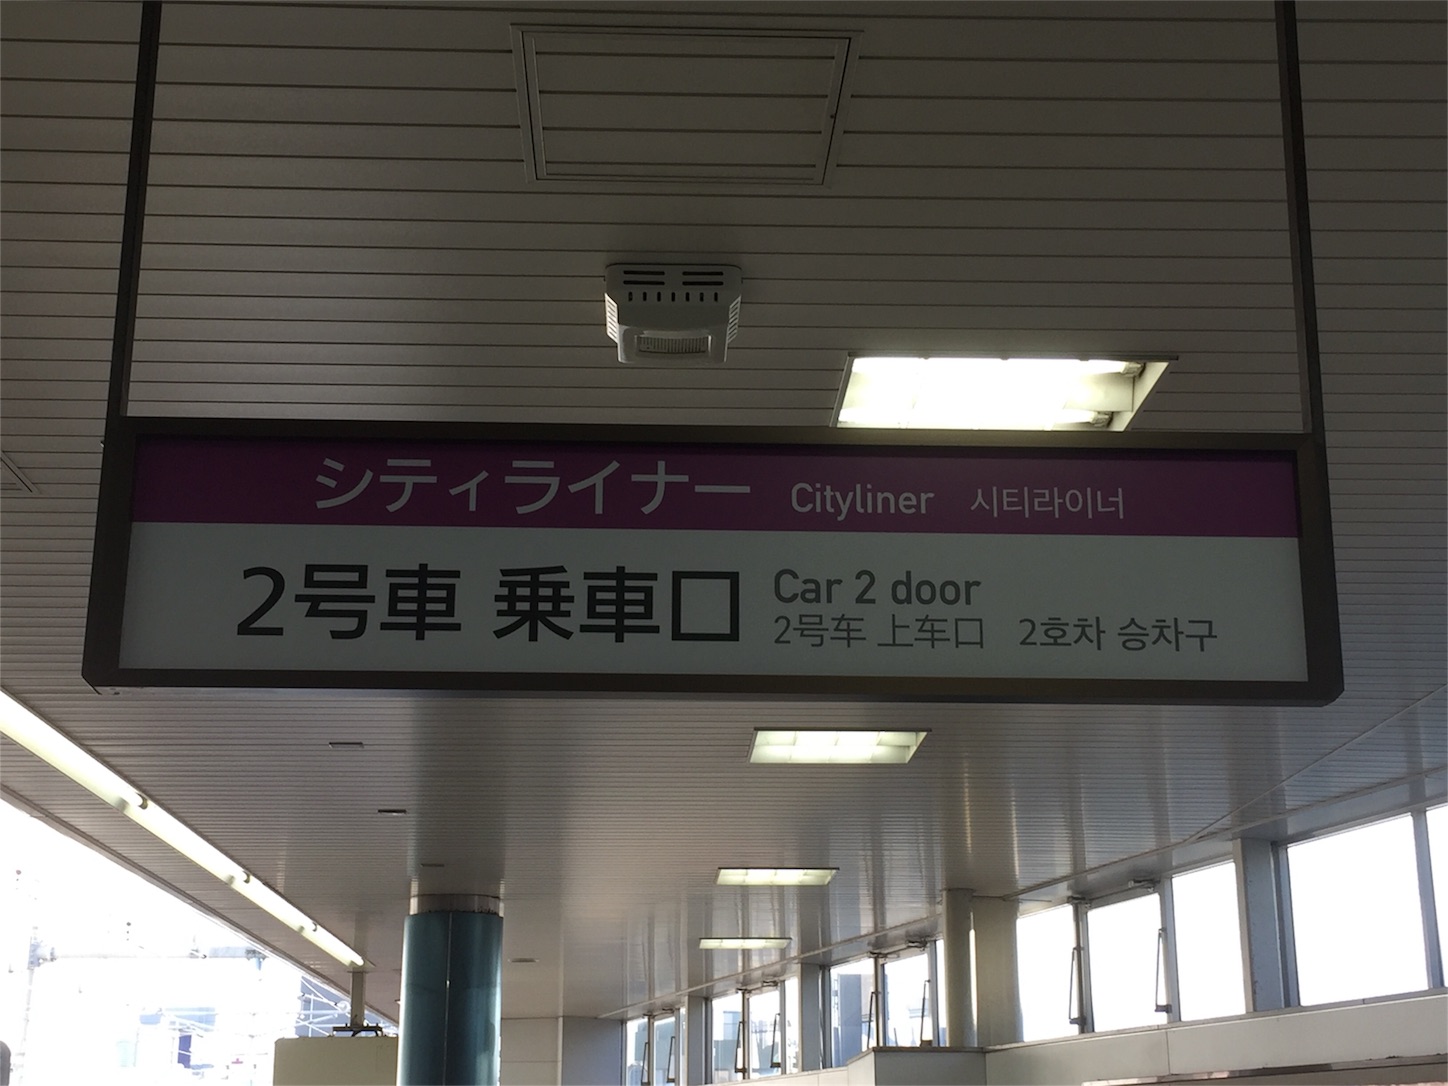 シティライナー Cityliner 시티라이너
2号車 乗車口 Car 2 door
2号车 上车口 2호차 승차구